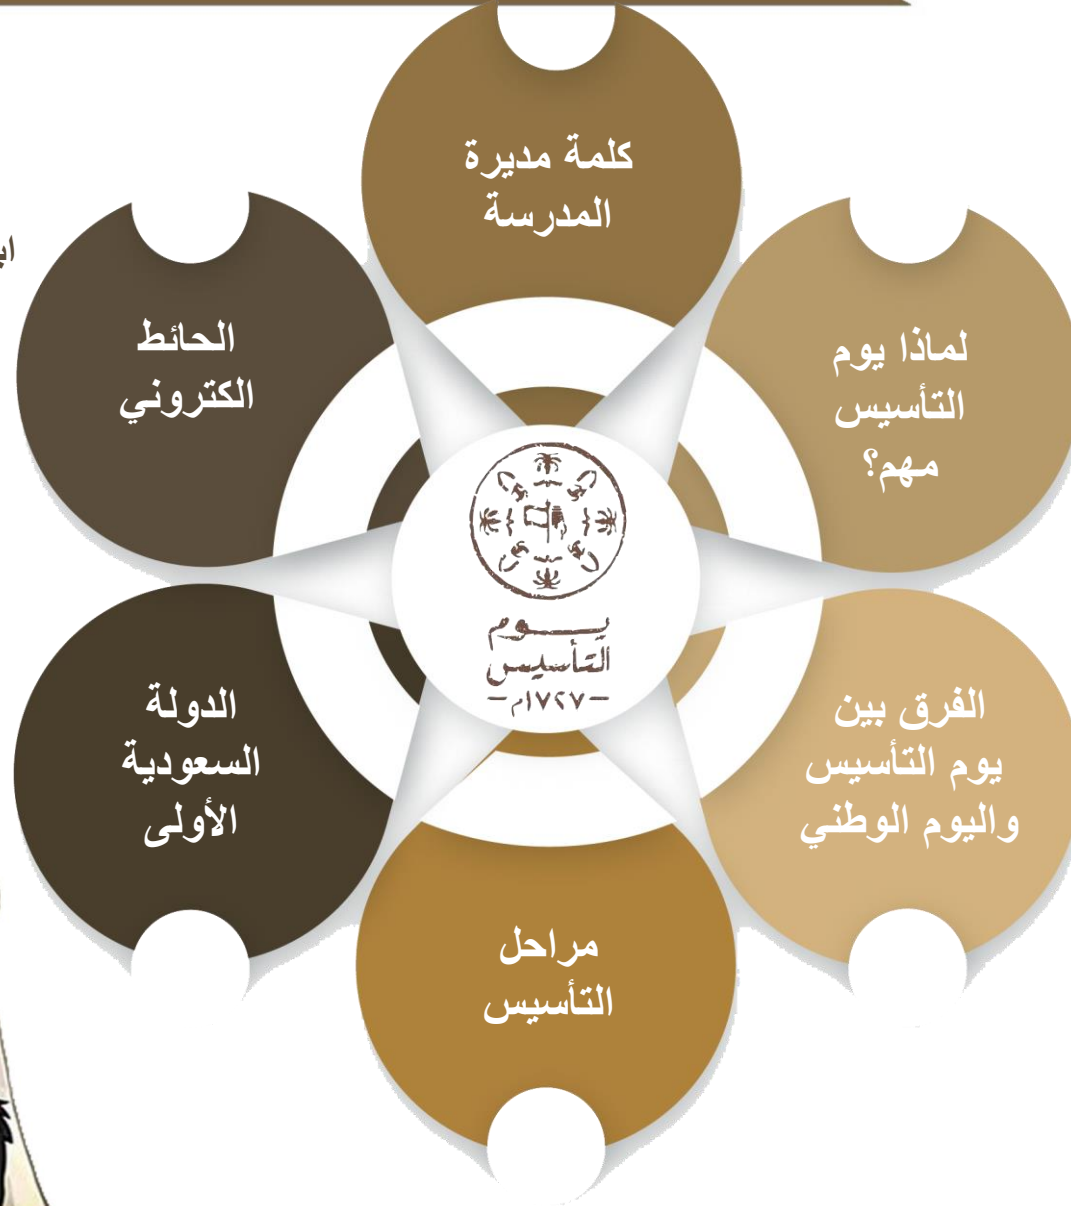 كلمة مديرة
المدرسة
لماذا يوم
التأسيس
مهم؟
الفرق بين
يوم التأسيس
واليوم الوطني
مراحل
التأسيس
الدولة
السعودية
الأولى
الحائط
الكتروني
يوم
التأسيس
١٧٢٧م